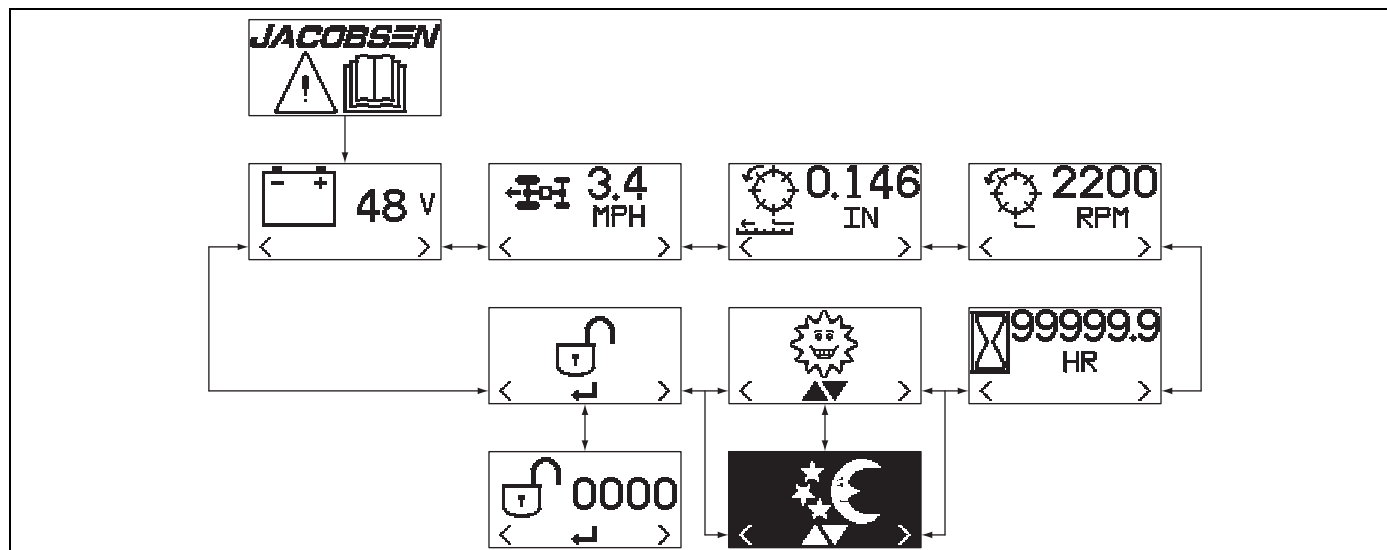 JACOBSEN
!
- +
48 V
< >
3.4
MPH
< >
0.146
IN
< >
2200
RPM
< >
< >
< >
99999.9
HR
< >
0000
< >
< >